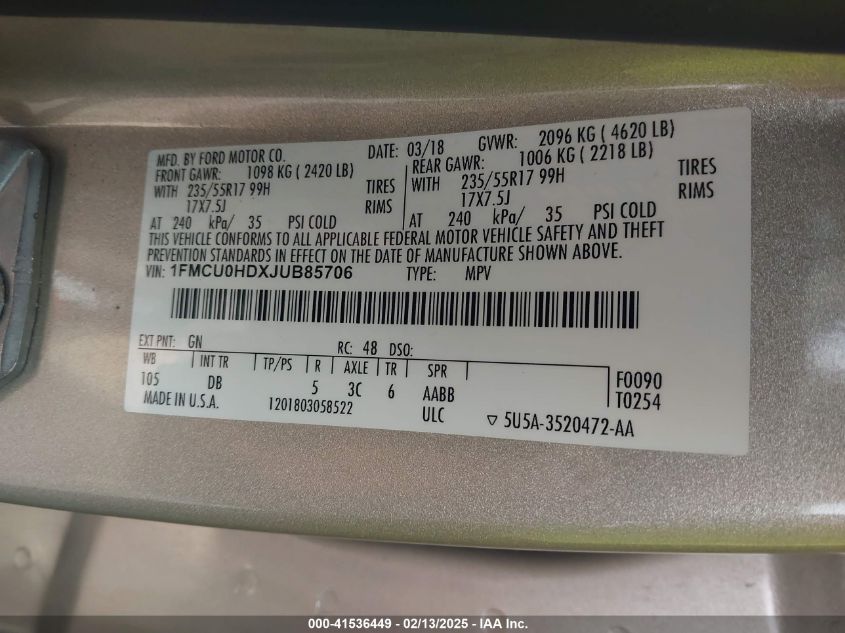 MFD. BY FORD MOTOR CO. DATE: 03/18 GVWR: 2096 KG ( 4620 LB)
FRONT GAWR: 1098 KG ( 2420 LB) REAR GAWR: 1006 KG ( 2218 LB)
WITH 235/55R17 99H TIRES WITH 235/55R17 99H TIRES
17X7.5J RIMS 17X7.5J RIMS
AT 240 kPa/ 35 PSI COLD AT 240 kPa/ 35 PSI COLD
THIS VEHICLE CONFORMS TO ALL APPLICABLE FEDERAL MOTOR VEHICLE SAFETY AND THEFT
PREVENTION STANDARDS IN EFFECT ON THE DATE OF MANUFACTURE SHOWN ABOVE.
VIN: 1FMCU0HDXJUB85706 TYPE: MPV
EXT PNT: GN RC: 48 DSO:
WB INT TR TP/PS R AXLE TR SPR F0090
105 DB 5 3C 6 AABB T0254
MADE IN U.S.A. 1201803058522 ULC ▽ 5U5A-3520472-AA
000-41536449 - 02/13/2025 - IAA Inc.